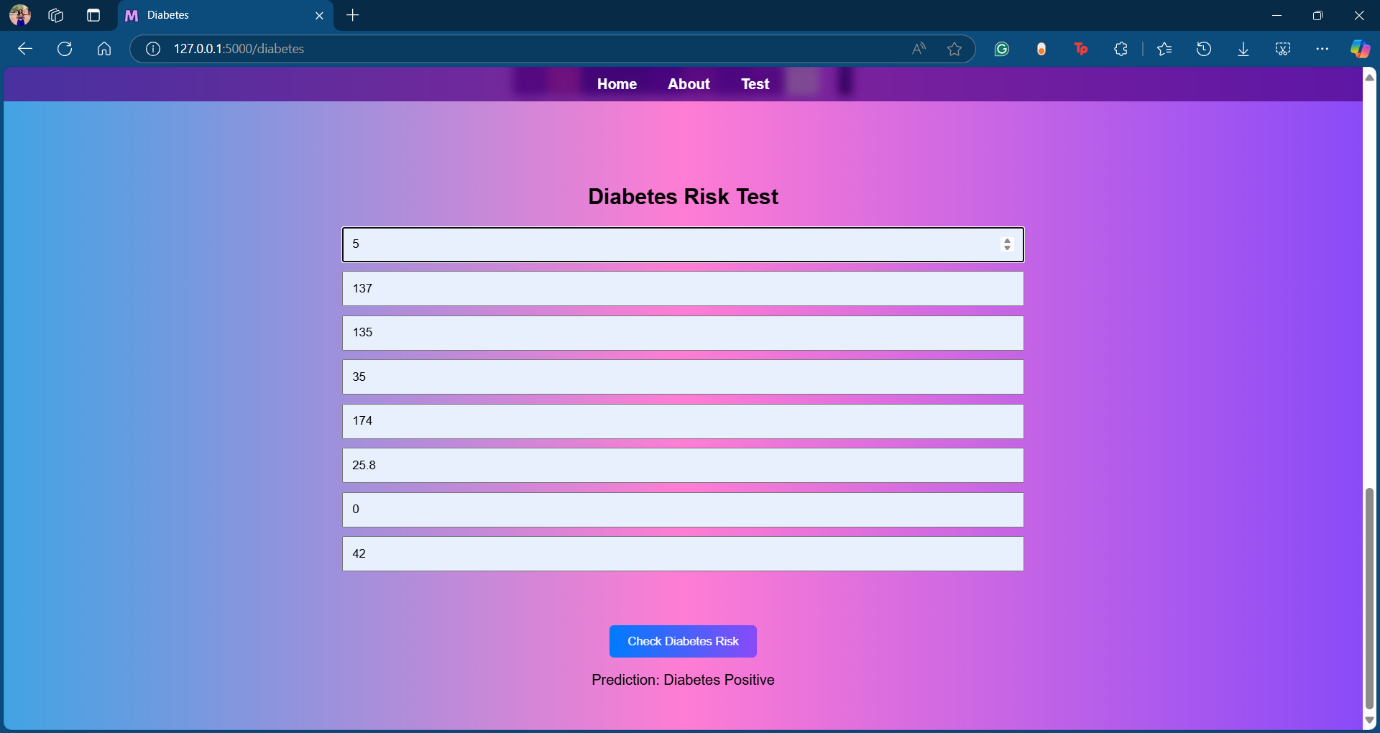 Diabetes
127.0.0.1:5000/diabetes
Home About Test
Diabetes Risk Test
5
137
135
35
174
25.8
0
42
Check Diabetes Risk
Prediction: Diabetes Positive